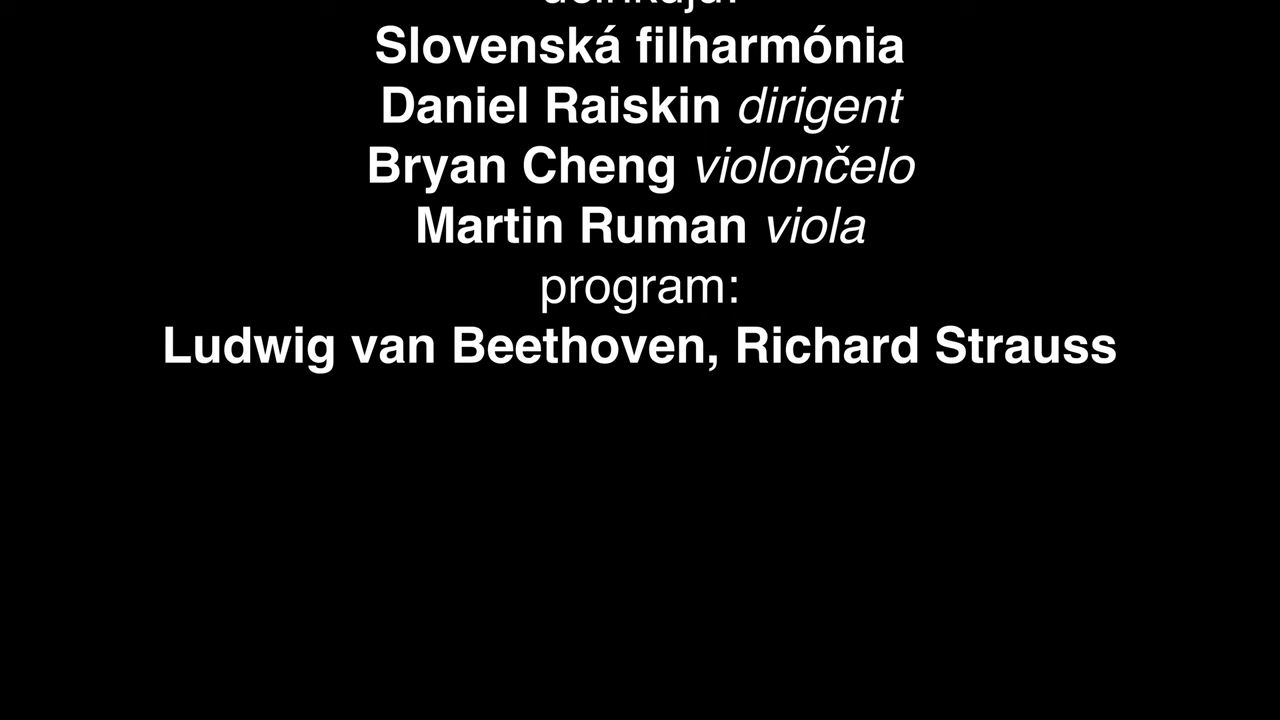 Slovenská filharmónia
Daniel Raiskin dirigent
Bryan Cheng violončelo
Martin Ruman viola
program:
Ludwig van Beethoven, Richard Strauss